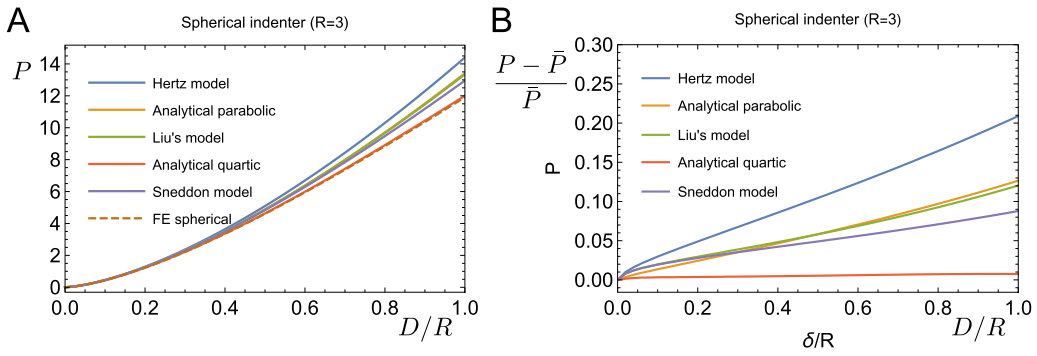 A
Spherical indenter (R=3)
P
14
12
10
8
6
4
2
0
Hertz model
Analytical parabolic
Liu's model
Analytical quartic
Sneddon model
FE spherical
0.0 0.2 0.4 0.6 0.8 1.0
D/R
B
Spherical indenter (R=3)
P − P̄
P̄
P
0.30
0.25
0.20
0.15
0.10
0.05
0.00
Hertz model
Analytical parabolic
Liu's model
Analytical quartic
Sneddon model
0.0 0.2 0.4 0.6 0.8 1.0
δ/R
D/R